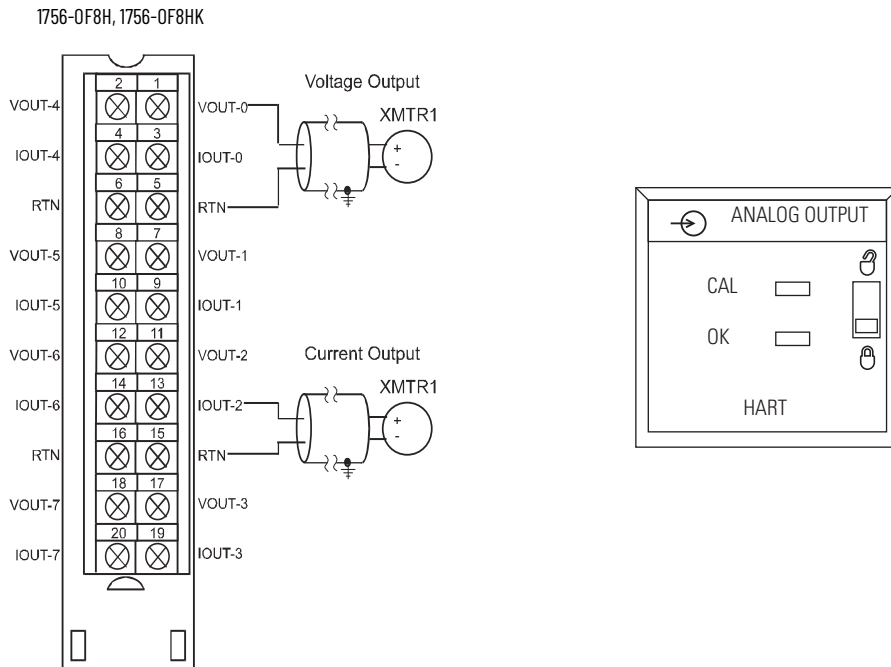 1756-OF8H, 1756-OF8HK
Voltage Output
XMTR1
+
-
2 1
VOUT-4 VOUT-0
4 3
IOUT-4 IOUT-0
6 5
RTN RTN
8 7
VOUT-5 VOUT-1
10 9
IOUT-5 IOUT-1
12 11
VOUT-6 VOUT-2
Current Output
XMTR1
+
-
14 13
IOUT-6 IOUT-2
16 15
RTN RTN
18 17
VOUT-7 VOUT-3
20 19
IOUT-7 IOUT-3
ANALOG OUTPUT
CAL
OK
HART